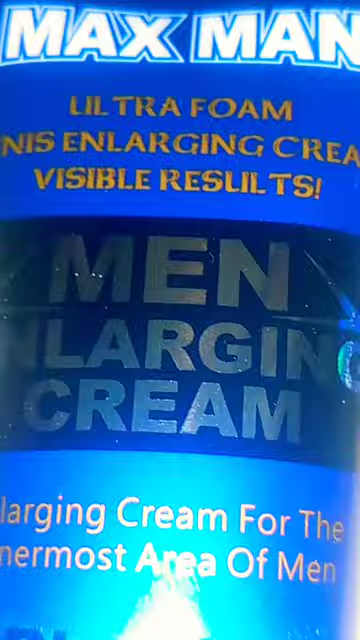 MAX MAN
ULTRA FOAM
NIS ENLARGING CREA
VISIBLE RESULTS!
MEN
NLARGING
CREAM
larging Cream For The
nermost Area Of Men